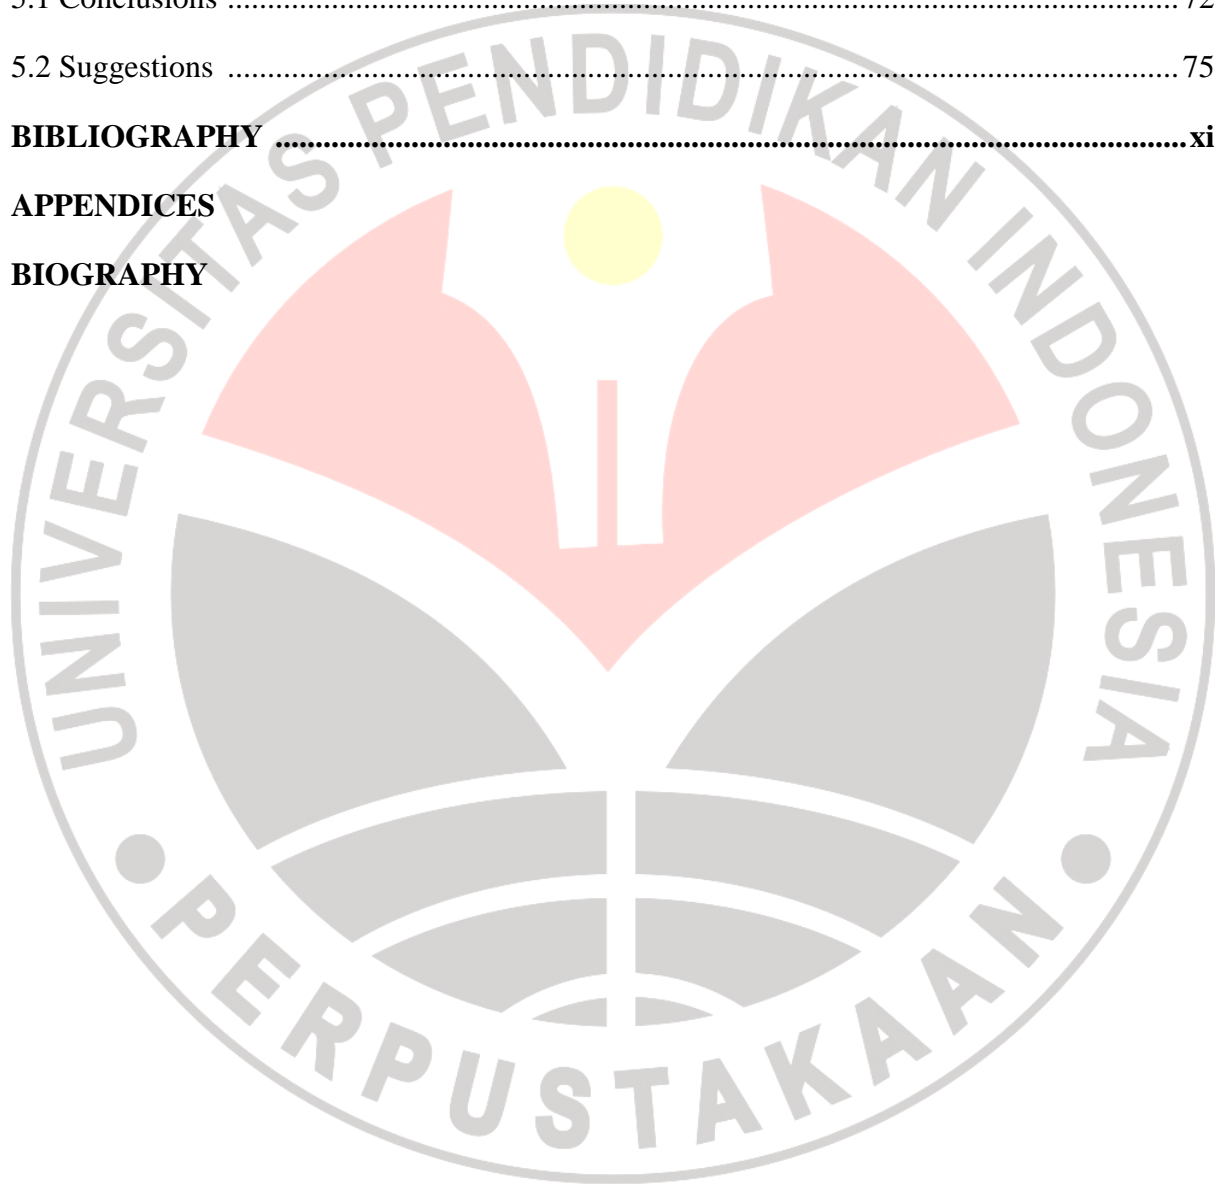 5.1 Conclusions ........................................................................................................................ 72
5.2 Suggestions ........................................................................................................................ 75
BIBLIOGRAPHY .................................................................................................................. xi
APPENDICES
BIOGRAPHY
UNIVERSITAS PENDIDIKAN INDONESIA
PERPUSTAKAAN